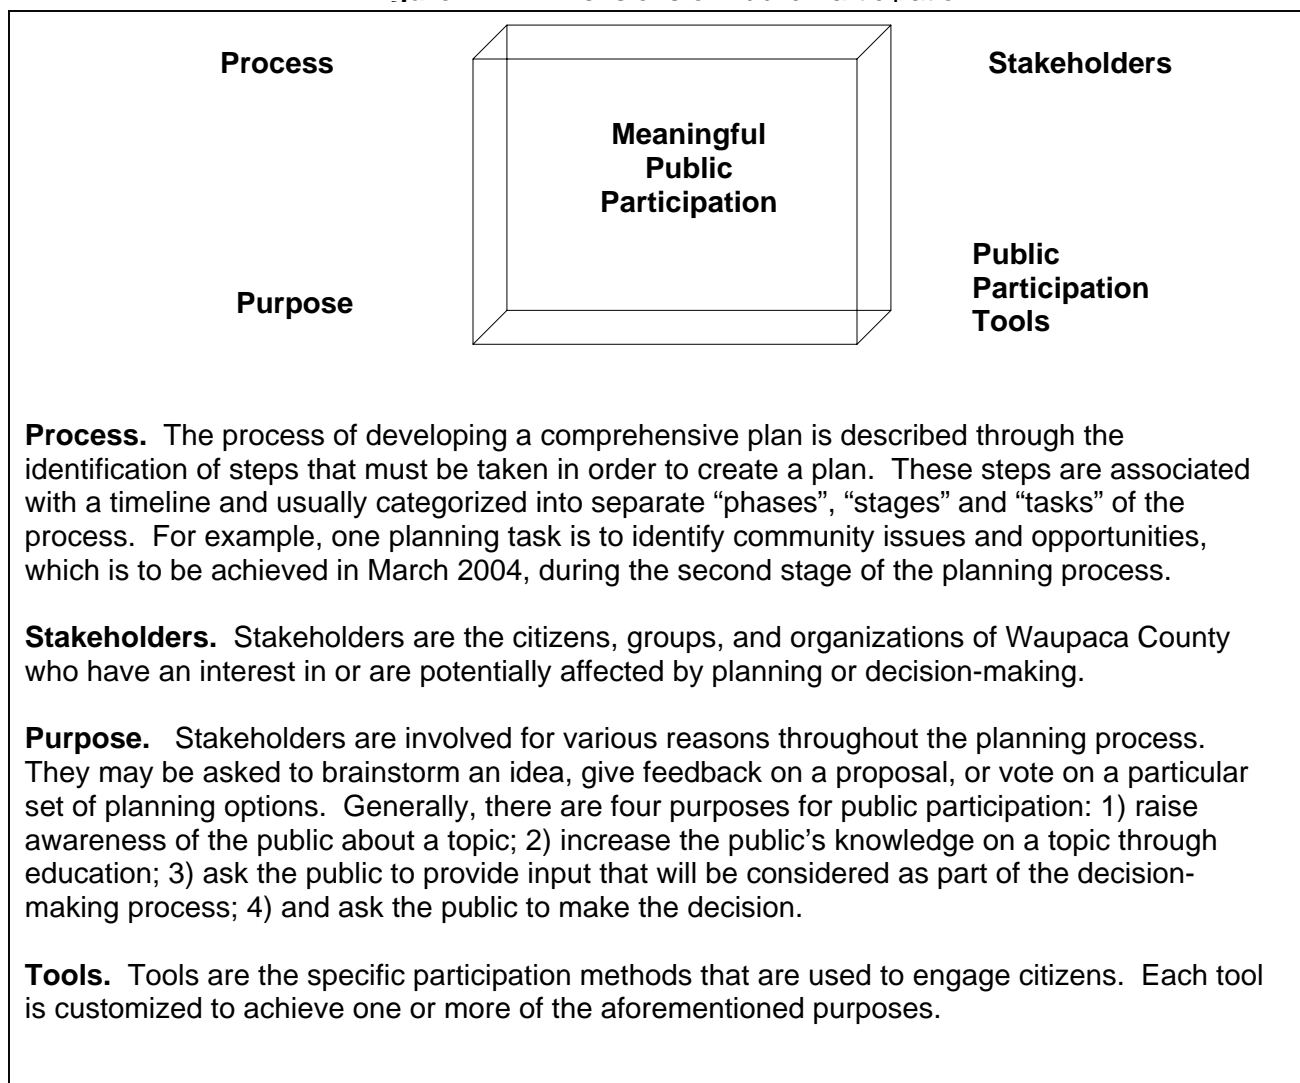 Process
Stakeholders
Meaningful
Public
Participation
Public
Participation
Tools
Purpose
Process.  The process of developing a comprehensive plan is described through the
identification of steps that must be taken in order to create a plan.  These steps are associated
with a timeline and usually categorized into separate “phases”, “stages” and “tasks” of the
process.  For example, one planning task is to identify community issues and opportunities,
which is to be achieved in March 2004, during the second stage of the planning process.
Stakeholders.  Stakeholders are the citizens, groups, and organizations of Waupaca County
who have an interest in or are potentially affected by planning or decision-making.
Purpose.   Stakeholders are involved for various reasons throughout the planning process.
They may be asked to brainstorm an idea, give feedback on a proposal, or vote on a particular
set of planning options.  Generally, there are four purposes for public participation: 1) raise
awareness of the public about a topic; 2) increase the public’s knowledge on a topic through
education; 3) ask the public to provide input that will be considered as part of the decision-
making process; 4) and ask the public to make the decision.
Tools.  Tools are the specific participation methods that are used to engage citizens.  Each tool
is customized to achieve one or more of the aforementioned purposes.